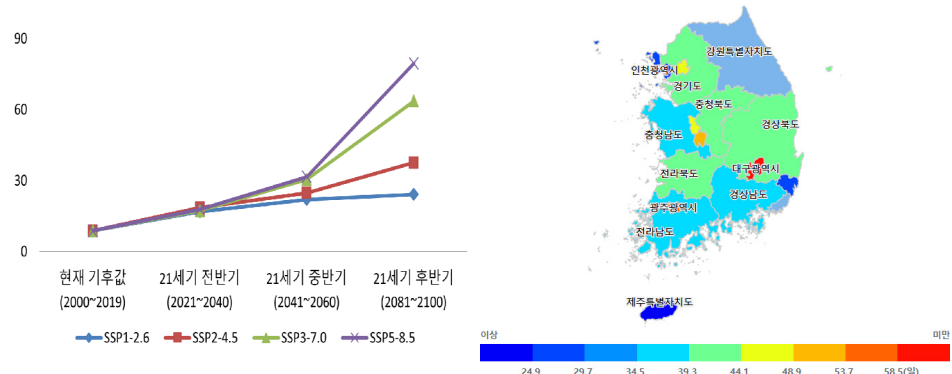 90
60
30
0
현재 기후값
(2000~2019)
21세기 전반기
(2021~2040)
21세기 중반기
(2041~2060)
21세기 후반기
(2081~2100)
SSP1-2.6
SSP2-4.5
SSP3-7.0
SSP5-8.5
강원특별자치도
인천광역시
경기도
충청북도
경상북도
충청남도
대구광역시
전라북도
경상남도
광주광역시
전라남도
제주특별자치도
이상
미만
24.9
29.7
34.5
39.3
44.1
48.9
53.7
58.5(일)